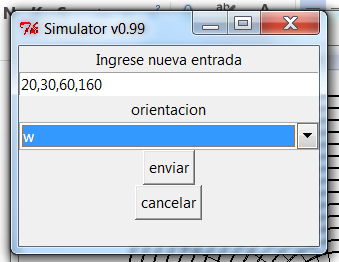 Simulator v0.99
Ingrese nueva entrada
20,30,60,160
orientacion
w
enviar
cancelar